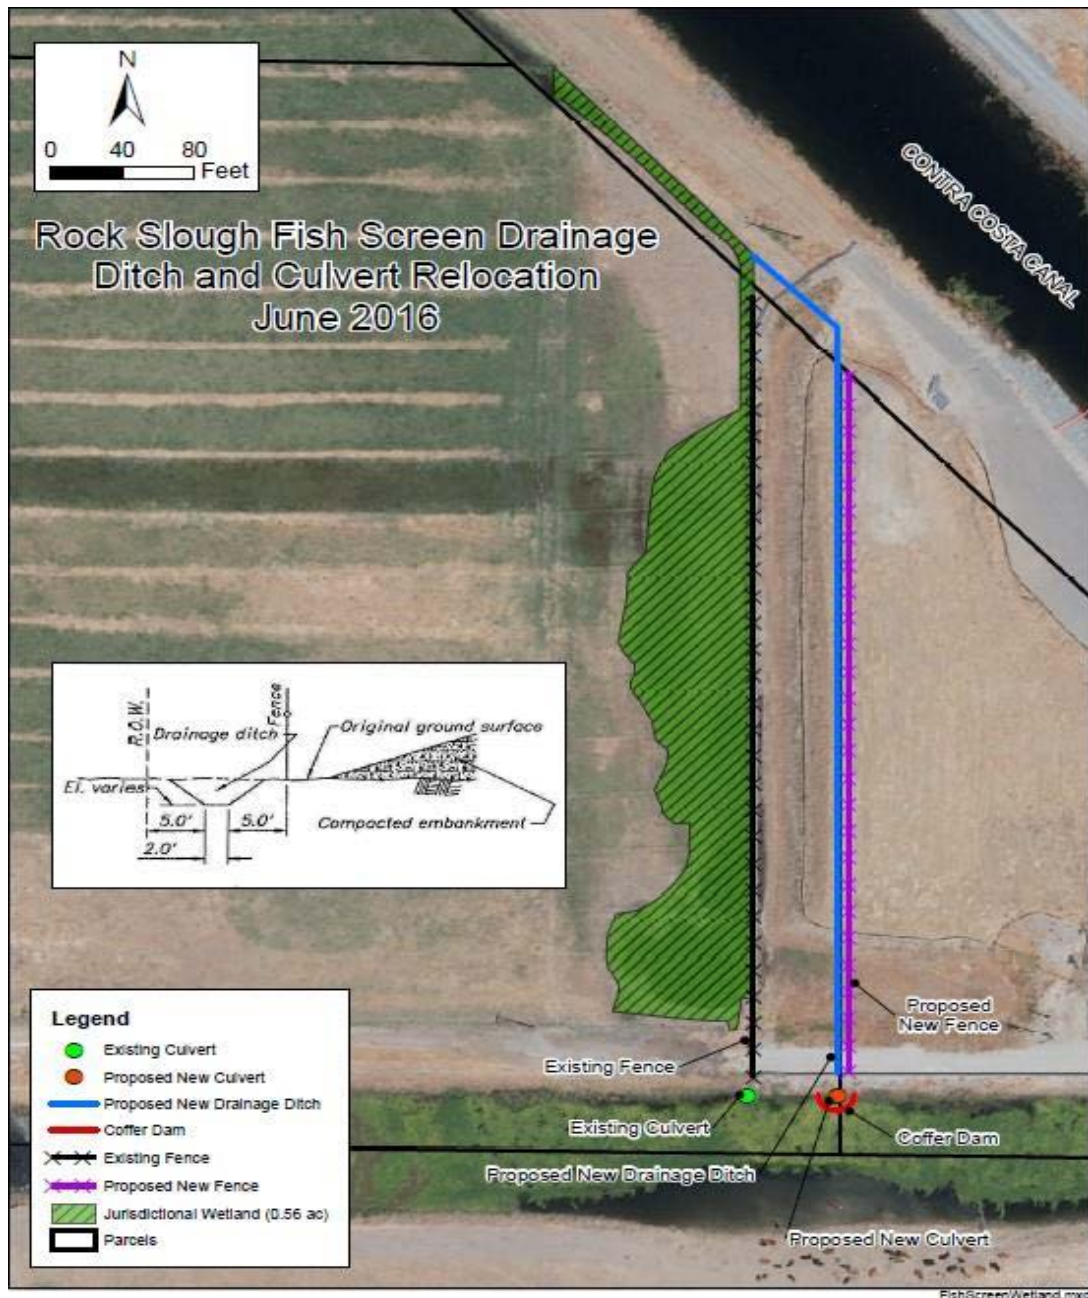 N
0 40 80
Feet
Rock Slough Fish Screen Drainage
Ditch and Culvert Relocation
June 2016
CONTRA COSTA CANAL
R.O.W.
Fence
Drainage ditch
Original ground surface
El. varies
5.0' 5.0'
2.0'
Compacted embankment
Proposed
New Fence
Existing Fence
Existing Culvert
Coffer Dam
Proposed New Drainage Ditch
Proposed New Culvert
Legend
Existing Culvert
Proposed New Culvert
Proposed New Drainage Ditch
Coffer Dam
Existing Fence
Proposed New Fence
Jurisdictional Wetland (0.56 ac)
Parcels